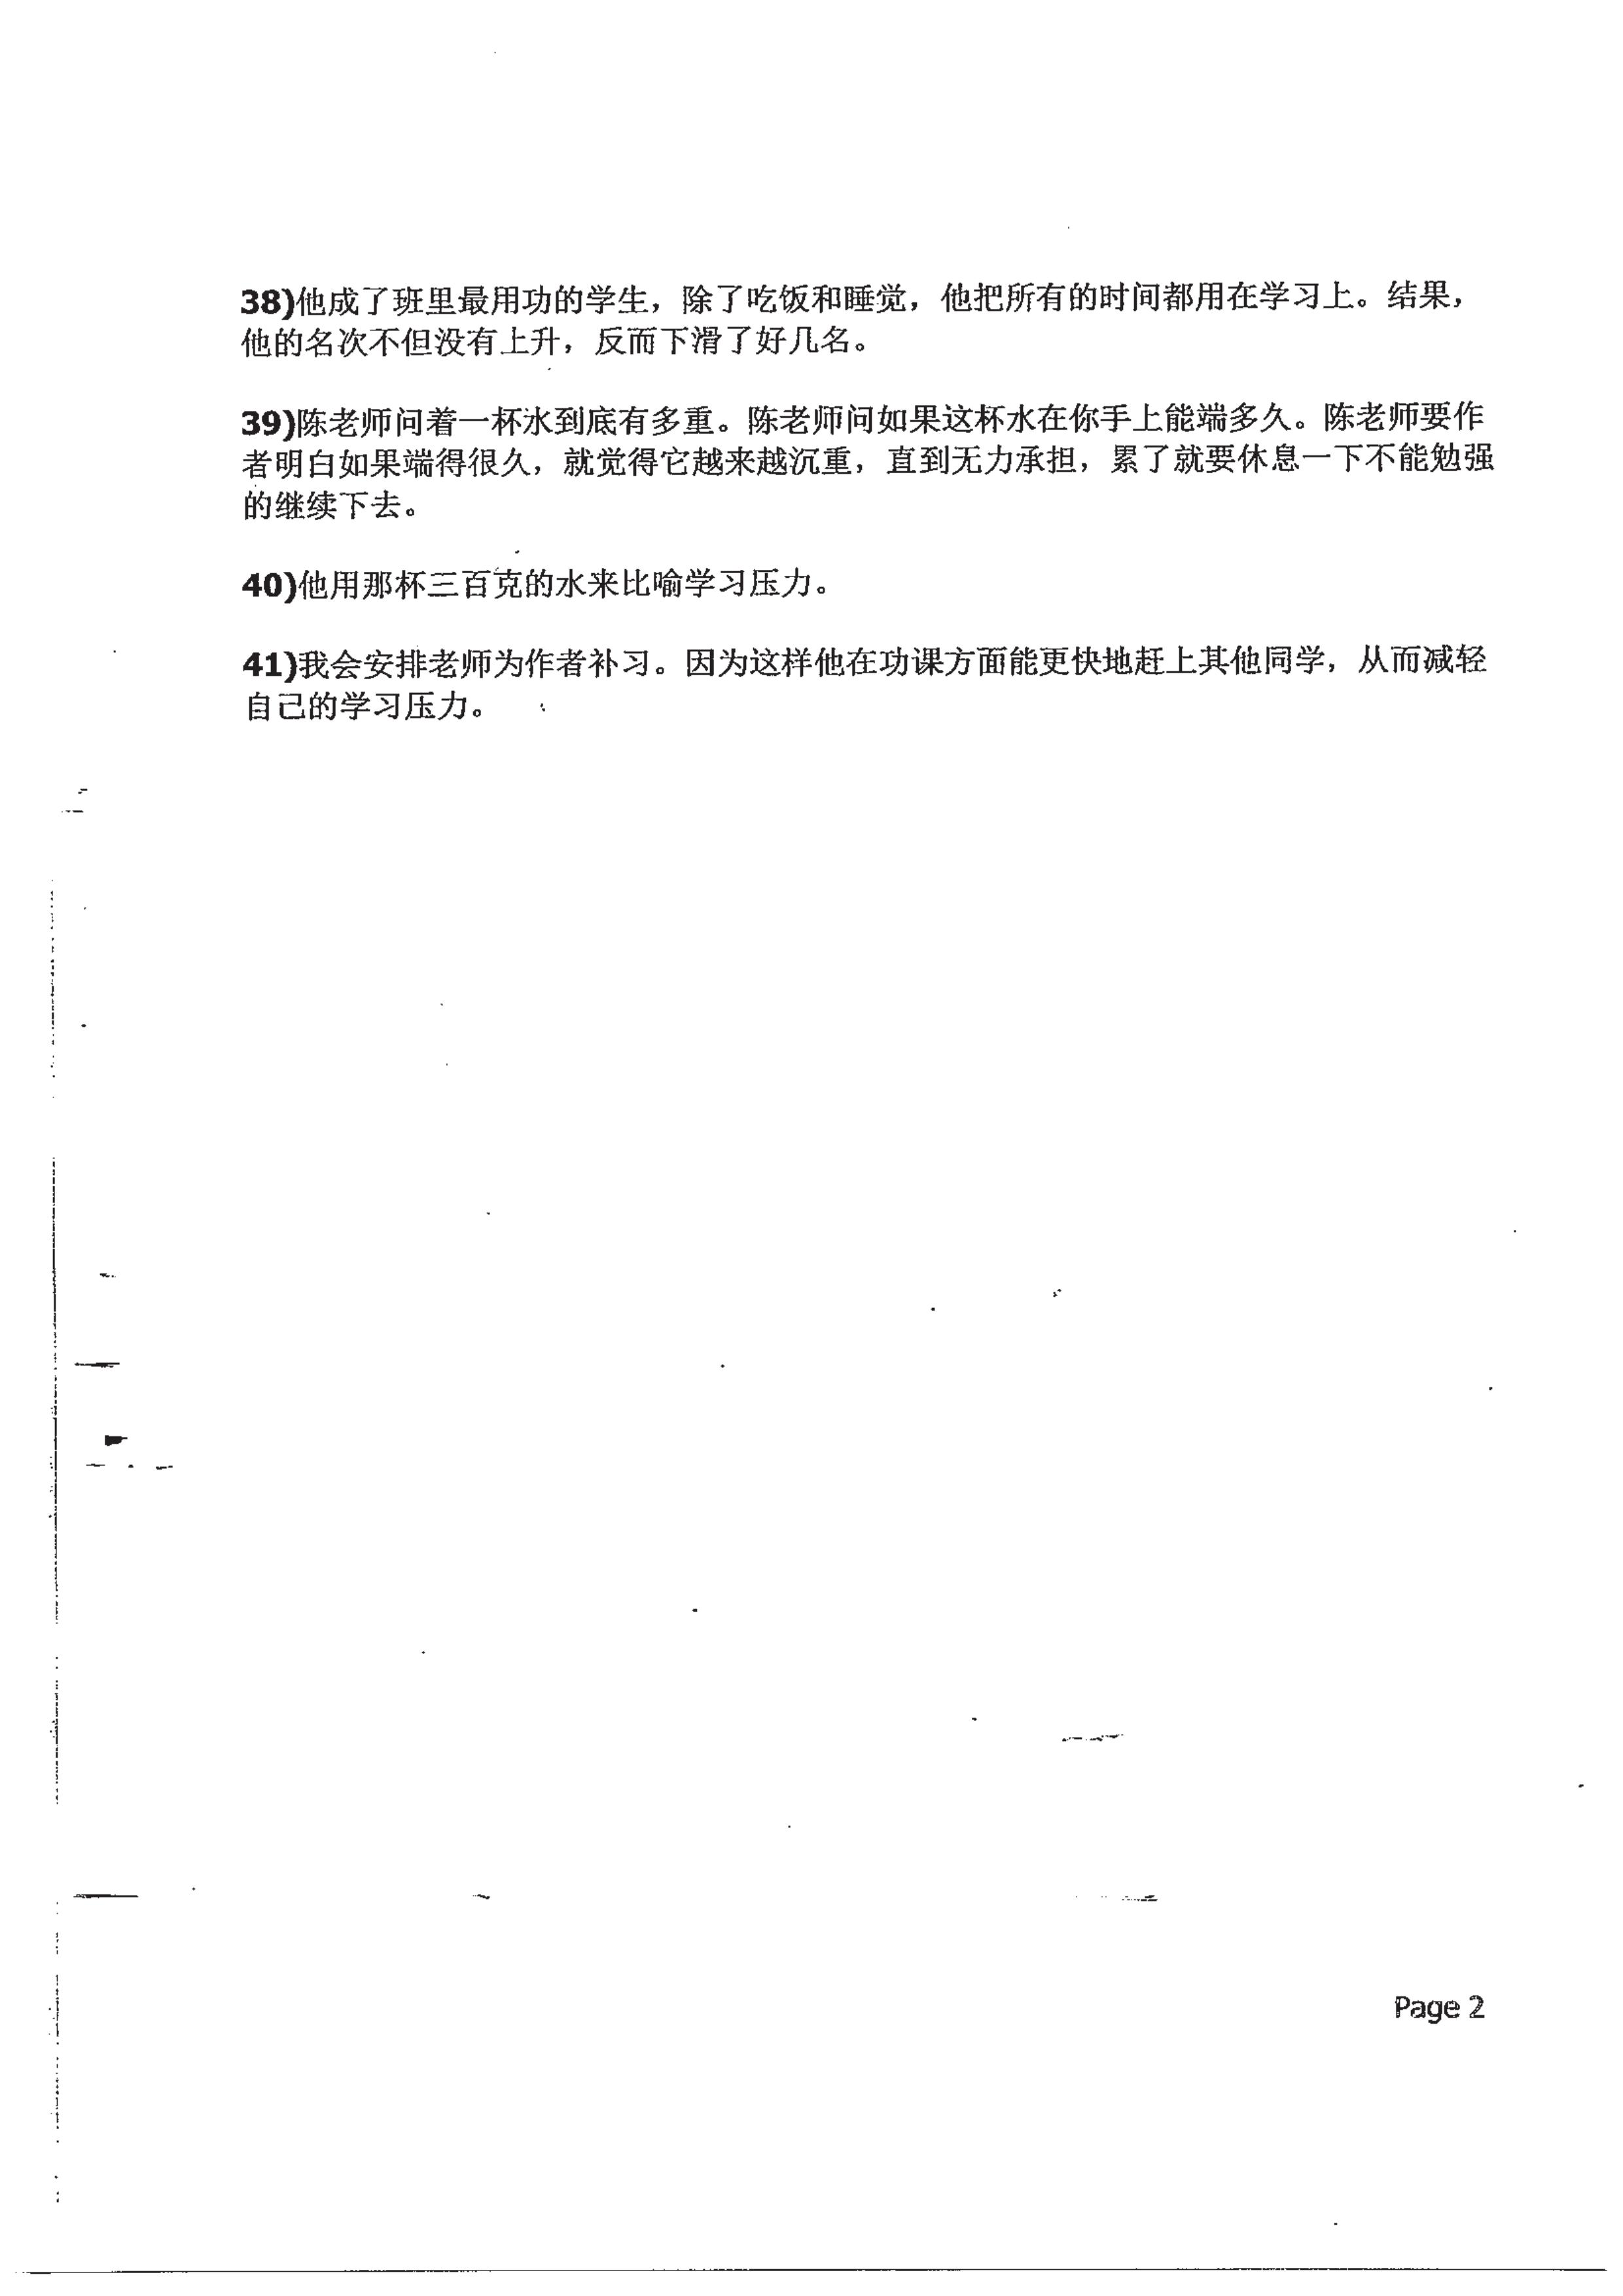 38)他成了班里最用功的学生，除了吃饭和睡觉，他把所有的时间都用在学习上。结果，
他的名次不但没有上升，反而下滑了好几名。
39)陈老师问着一杯水到底有多重。陈老师问如果这杯水在你手上能端多久。陈老师要作
者明白如果端得很久，就觉得它越来越沉重，直到无力承担，累了就要休息一下不能勉强
的继续下去。
40)他用那杯三百克的水来比喻学习压力。
41)我会安排老师为作者补习。因为这样他在功课方面能更快地赶上其他同学，从而减轻
自己的学习压力。
Page 2